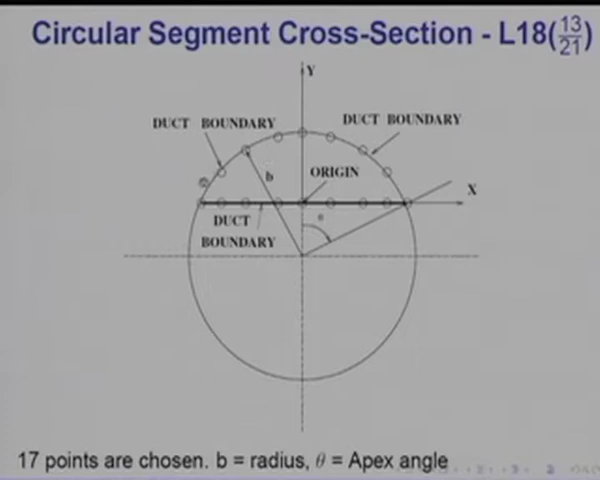 Circular Segment Cross-Section - L18(13/21)
Y
DUCT BOUNDARY
DUCT BOUNDARY
b
ORIGIN
X
DUCT
BOUNDARY
17 points are chosen. b = radius, θ = Apex angle